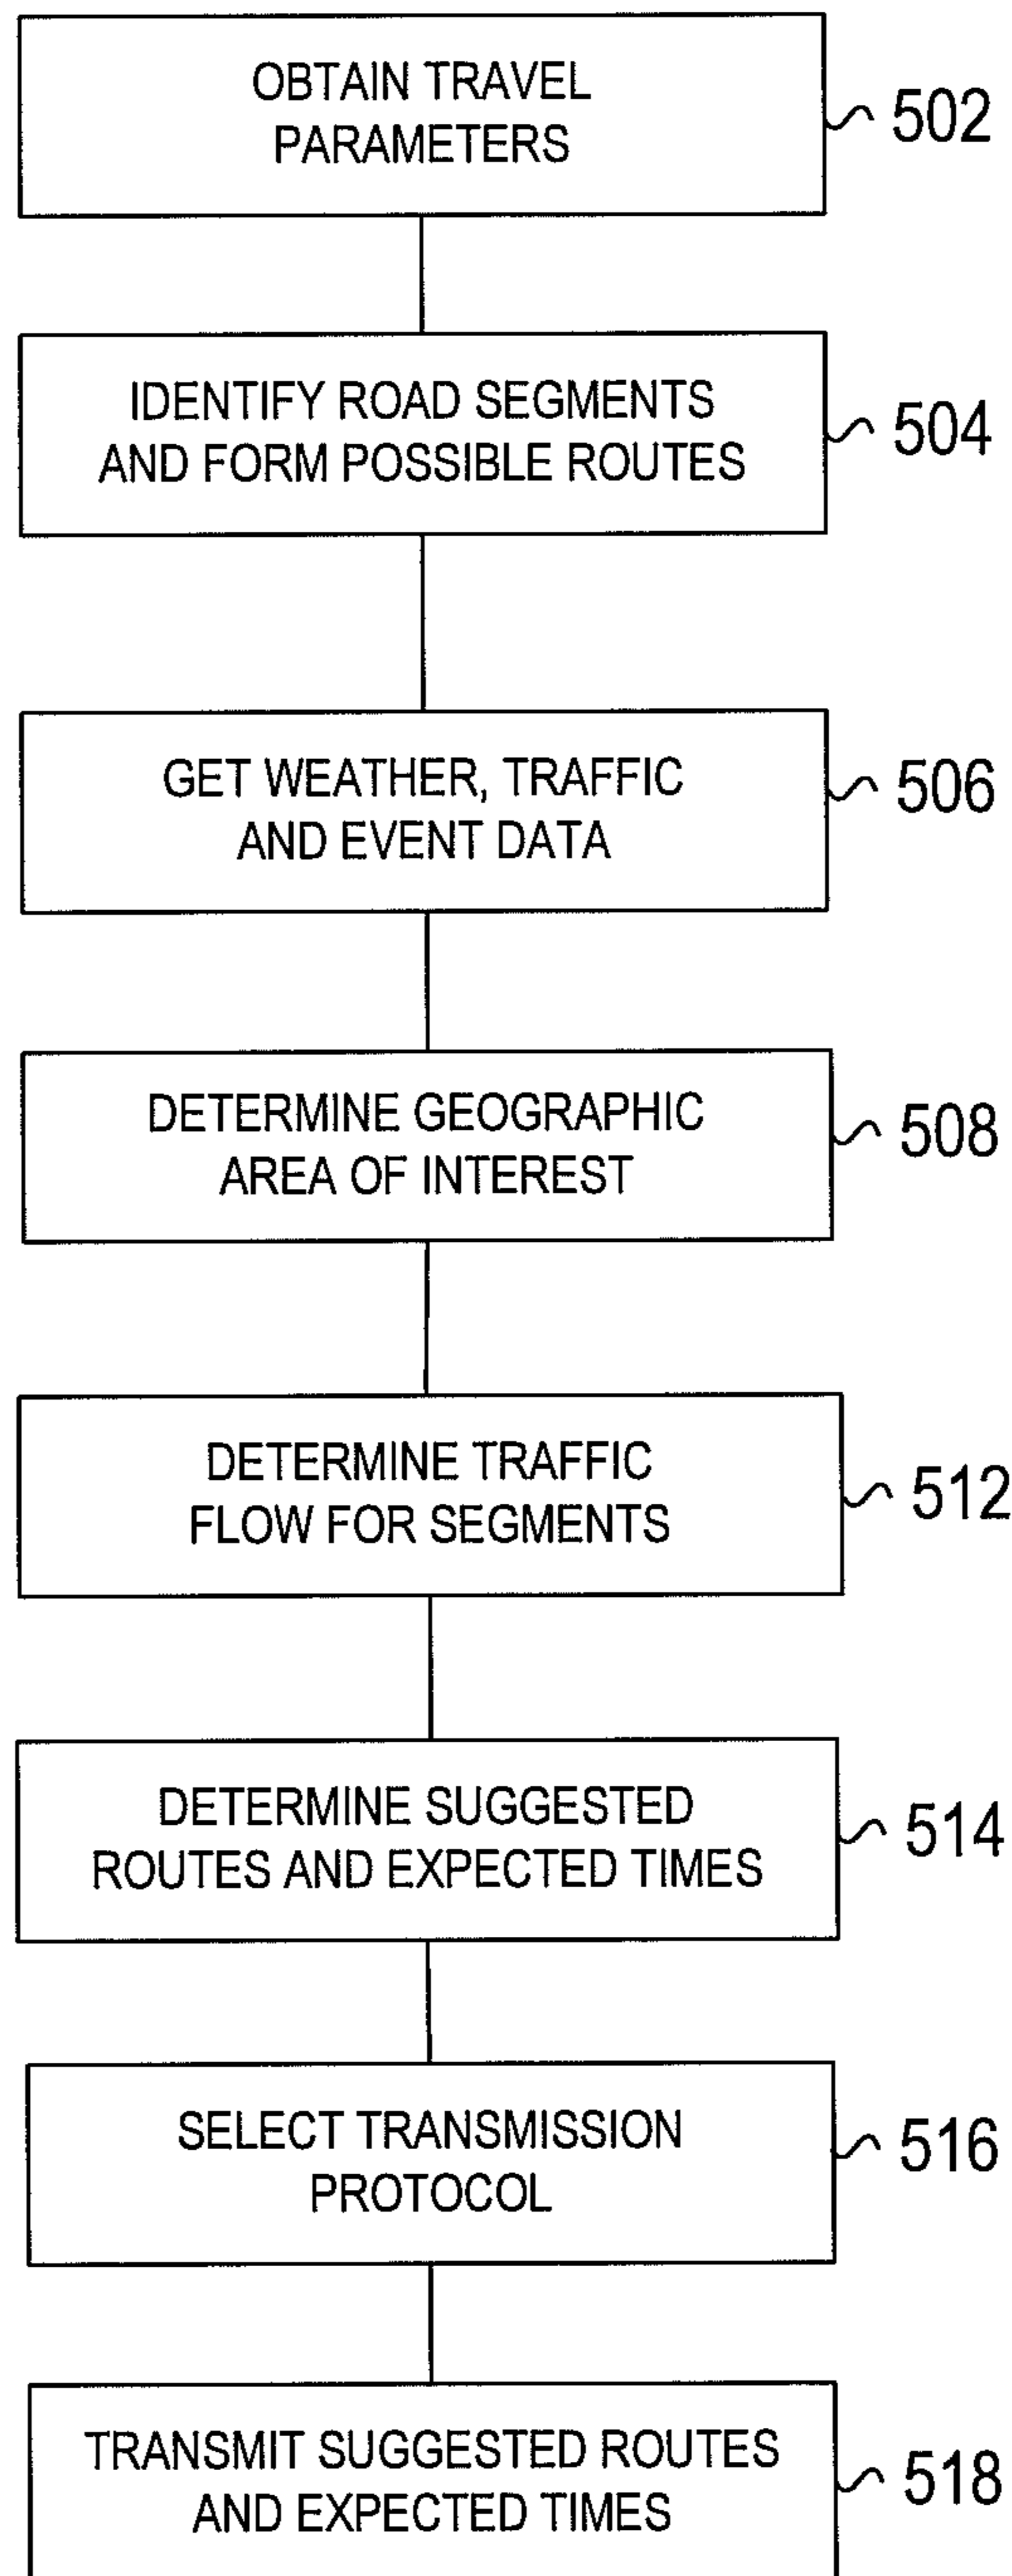 OBTAIN TRAVEL
PARAMETERS
502
IDENTIFY ROAD SEGMENTS
AND FORM POSSIBLE ROUTES
504
GET WEATHER, TRAFFIC
AND EVENT DATA
506
DETERMINE GEOGRAPHIC
AREA OF INTEREST
508
DETERMINE TRAFFIC
FLOW FOR SEGMENTS
512
DETERMINE SUGGESTED
ROUTES AND EXPECTED TIMES
514
SELECT TRANSMISSION
PROTOCOL
516
TRANSMIT SUGGESTED ROUTES
AND EXPECTED TIMES
518